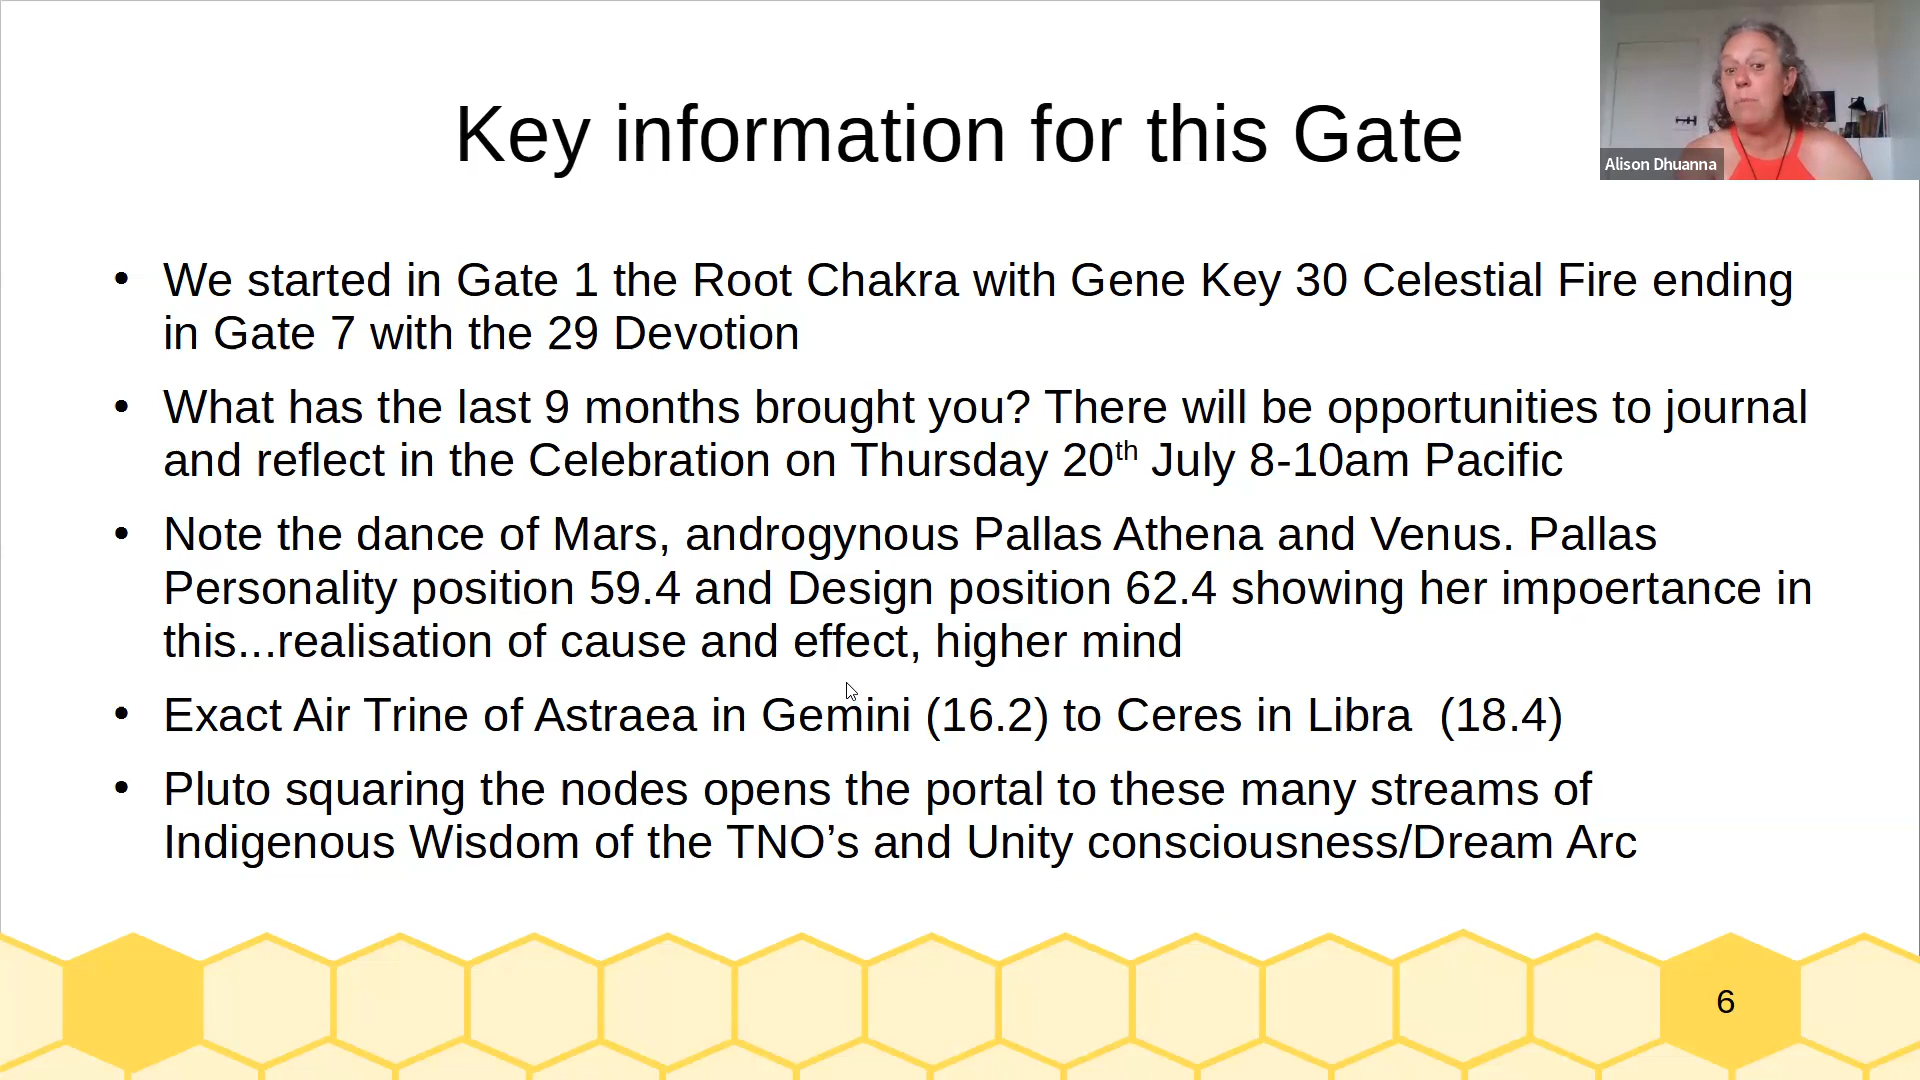 Key information for this Gate
Alison Dhuanna
• We started in Gate 1 the Root Chakra with Gene Key 30 Celestial Fire ending
in Gate 7 with the 29 Devotion
• What has the last 9 months brought you? There will be opportunities to journal
and reflect in the Celebration on Thursday 20th July 8-10am Pacific
• Note the dance of Mars, androgynous Pallas Athena and Venus. Pallas
Personality position 59.4 and Design position 62.4 showing her impoertance in
this...realisation of cause and effect, higher mind
• Exact Air Trine of Astraea in Gemini (16.2) to Ceres in Libra  (18.4)
• Pluto squaring the nodes opens the portal to these many streams of
Indigenous Wisdom of the TNO’s and Unity consciousness/Dream Arc
6